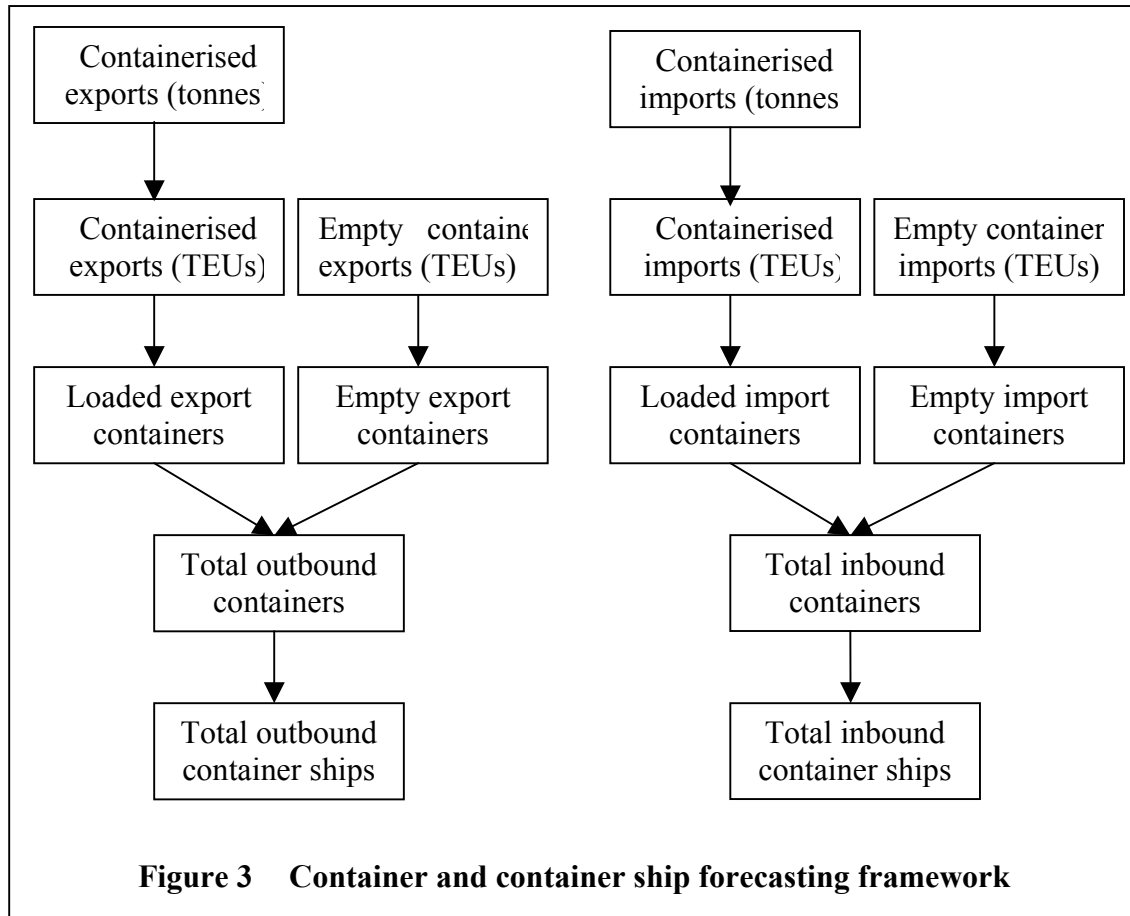 Containerised
exports (tonnes)
Containerised
imports (tonnes
Containerised
exports (TEUs)
Empty containe
exports (TEUs)
Containerised
imports (TEUs)
Empty container
imports (TEUs)
Loaded export
containers
Empty export
containers
Loaded import
containers
Empty import
containers
Total outbound
containers
Total inbound
containers
Total outbound
container ships
Total inbound
container ships
Figure 3 Container and container ship forecasting framework